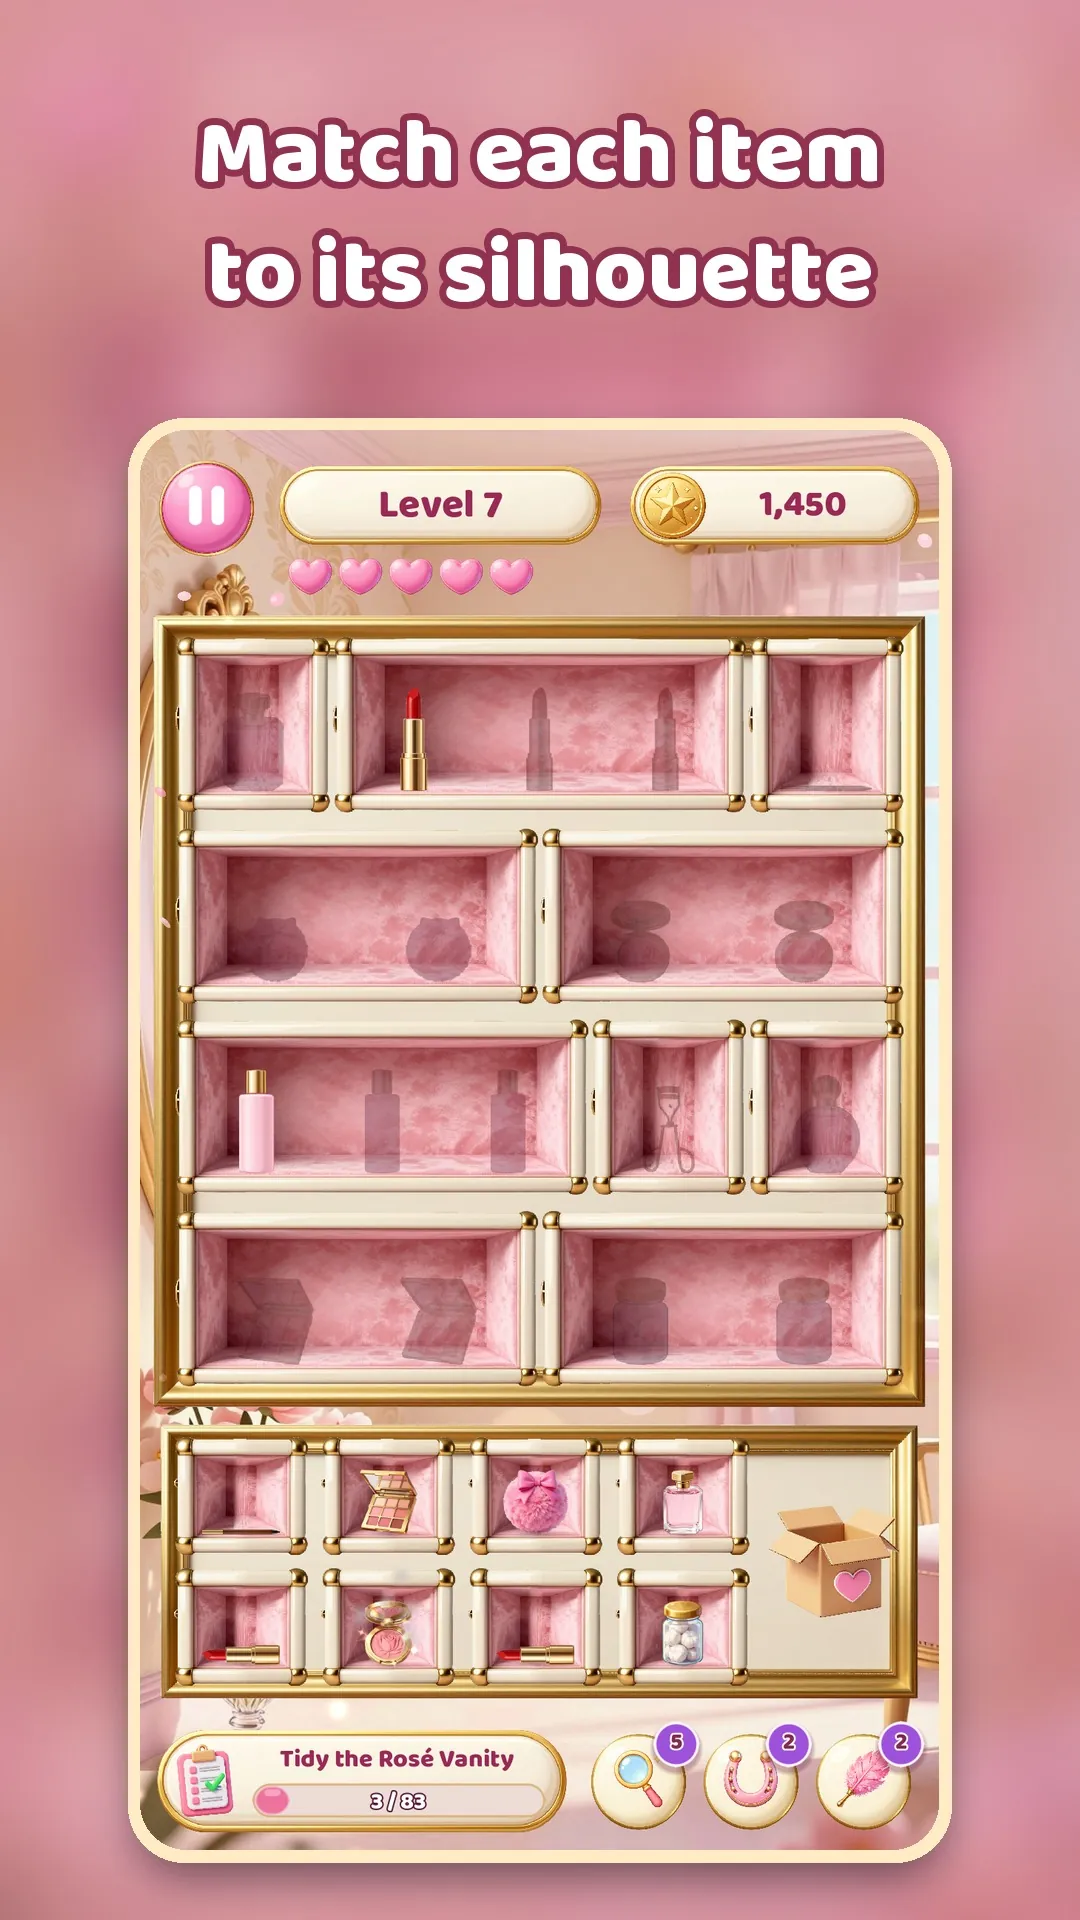 Match each item
to its silhouette
Level 7
1,450
Tidy the Rosé Vanity
3/83
5
2
2